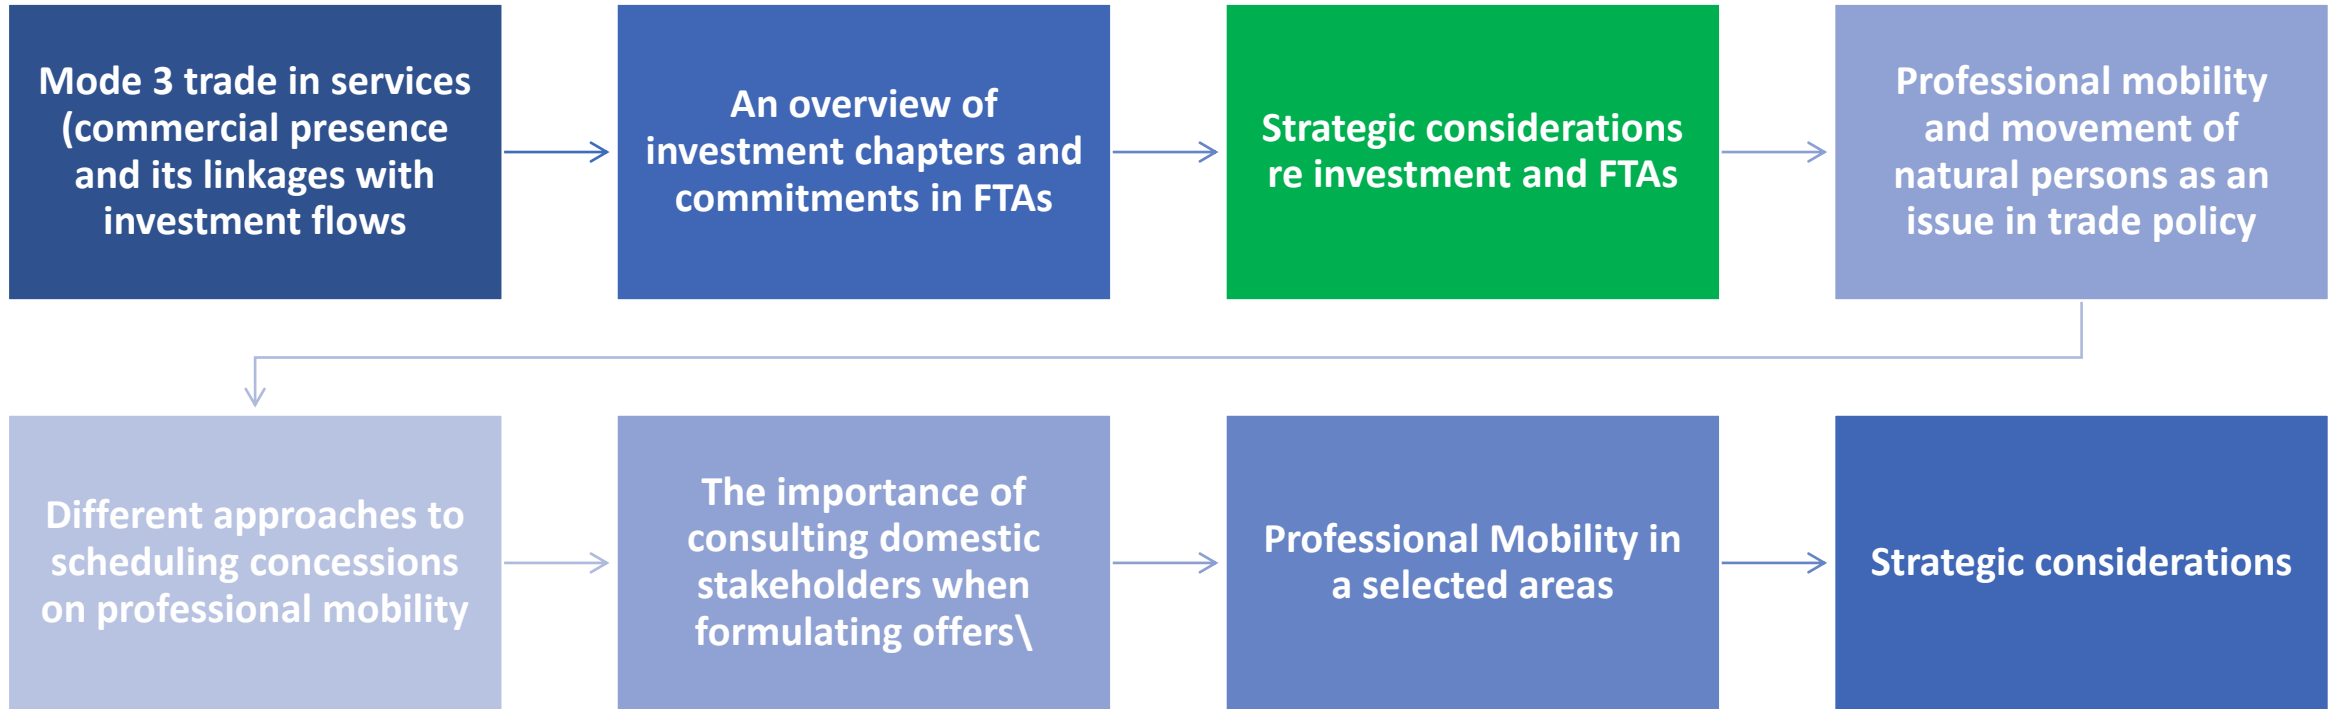 Mode 3 trade in services
(commercial presence
and its linkages with
investment flows
An overview of
investment chapters and
commitments in FTAs
Strategic considerations
re investment and FTAs
Professional mobility
and movement of
natural persons as an
issue in trade policy
Different approaches to
scheduling concessions
on professional mobility
The importance of
consulting domestic
stakeholders when
formulating offers\
Professional Mobility in
a selected areas
Strategic considerations